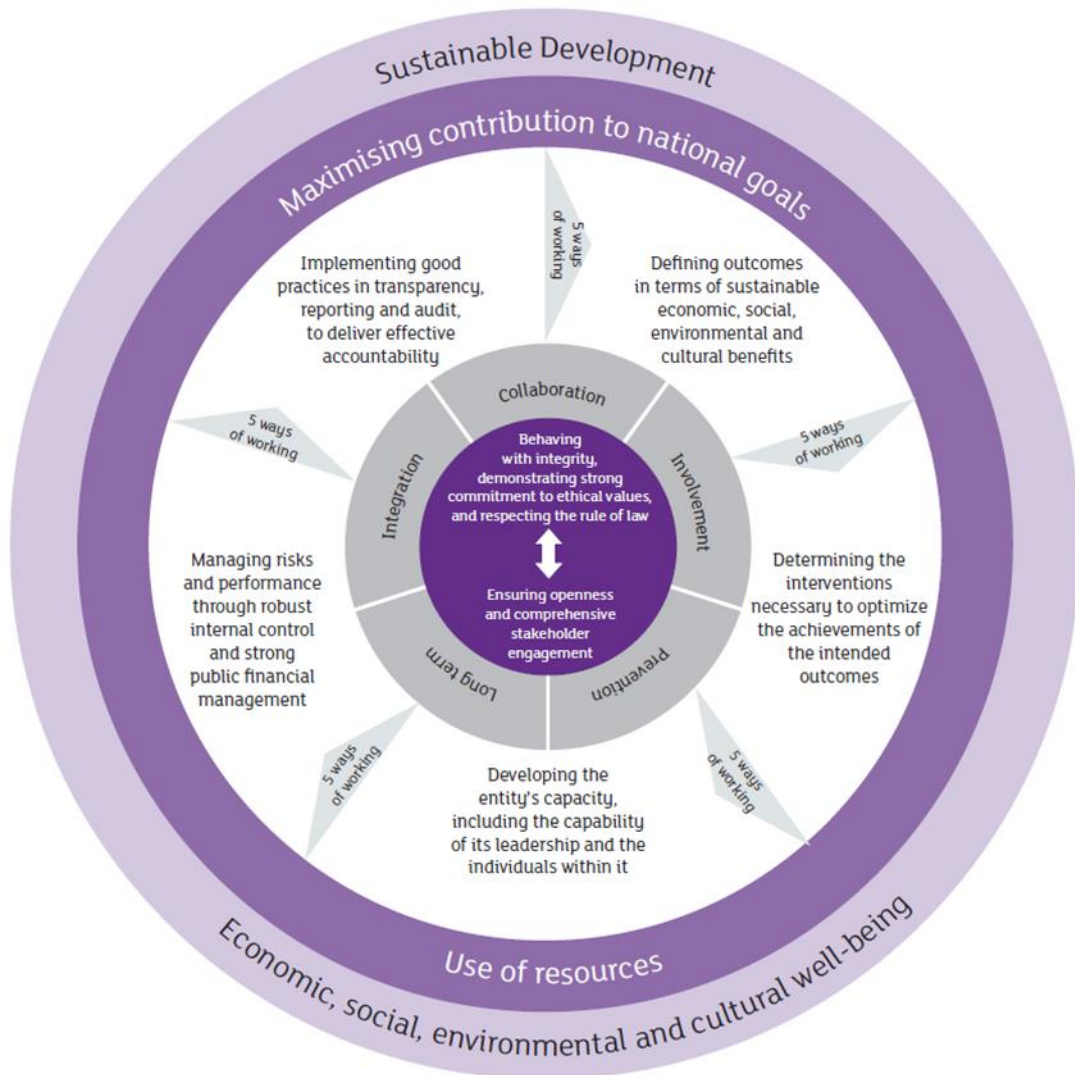 Sustainable Development
Maximising contribution to national goals
5 ways
of working
Implementing good
practices in transparency,
reporting and audit,
to deliver effective
accountability
Defining outcomes
in terms of sustainable
economic, social,
environmental and
cultural benefits
Collaboration
5 ways
of working
5 ways
of working
Integration
Behaving
with integrity,
demonstrating strong
commitment to ethical values,
and respecting the rule of law
Involvement
Managing risks
and performance
through robust
internal control
and strong
public financial
management
Ensuring openness
and comprehensive
stakeholder
engagement
Determining the
interventions
necessary to optimize
the achievements of
the intended
outcomes
Long term
Prevention
5 ways
of working
Developing the
entity's capacity,
including the capability
of its leadership and the
individuals within it
5 ways
of working
Use of resources
Economic, social, environmental and cultural well-being